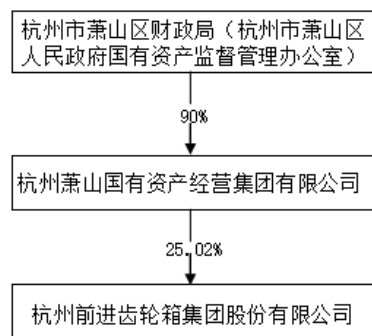 杭州市萧山区财政局（杭州市萧山区
人民政府国有资产监督管理办公室）
90%
杭州萧山国有资产经营集团有限公司
25.02%
杭州前进齿轮箱集团股份有限公司